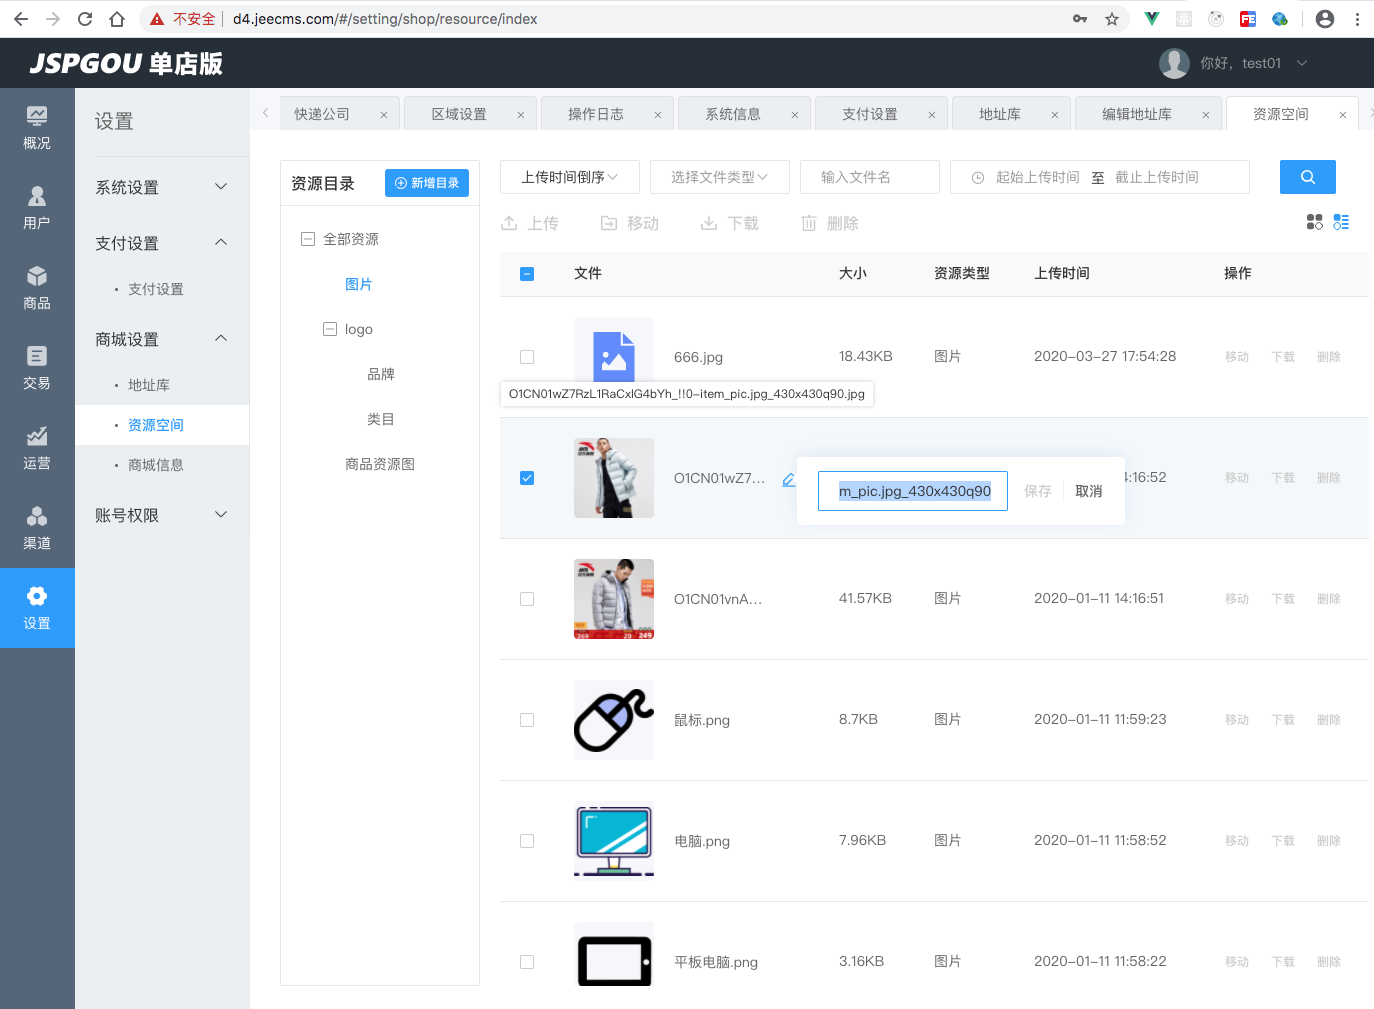 不安全 d4.jeecms.com/#/setting/shop/resource/index
JSPGOU 单店版
你好，test01
概况
用户
商品
交易
运营
渠道
设置
设置
系统设置
支付设置
支付设置
商城设置
地址库
资源空间
商城信息
账号权限
快递公司 区域设置 操作日志 系统信息 支付设置 地址库 编辑地址库 资源空间
资源目录 新增目录
全部资源
图片
logo
品牌
类目
商品资源图
上传时间倒序 选择文件类型 输入文件名 起始上传时间 至 截止上传时间
上传 移动 下载 删除
文件 大小 资源类型 上传时间 操作
666.jpg 18.43KB 图片 2020-03-27 17:54:28 移动 下载 删除
O1CN01wZ7RzL1RaCxIG4bYh_!!0-item_pic.jpg_430x430q90.jpg
O1CN01wZ7... m_pic.jpg_430x430q90 保存 取消 4:16:52 移动 下载 删除
O1CN01vnA... 41.57KB 图片 2020-01-11 14:16:51 移动 下载 删除
鼠标.png 8.7KB 图片 2020-01-11 11:59:23 移动 下载 删除
电脑.png 7.96KB 图片 2020-01-11 11:58:52 移动 下载 删除
平板电脑.png 3.16KB 图片 2020-01-11 11:58:22 移动 下载 删除